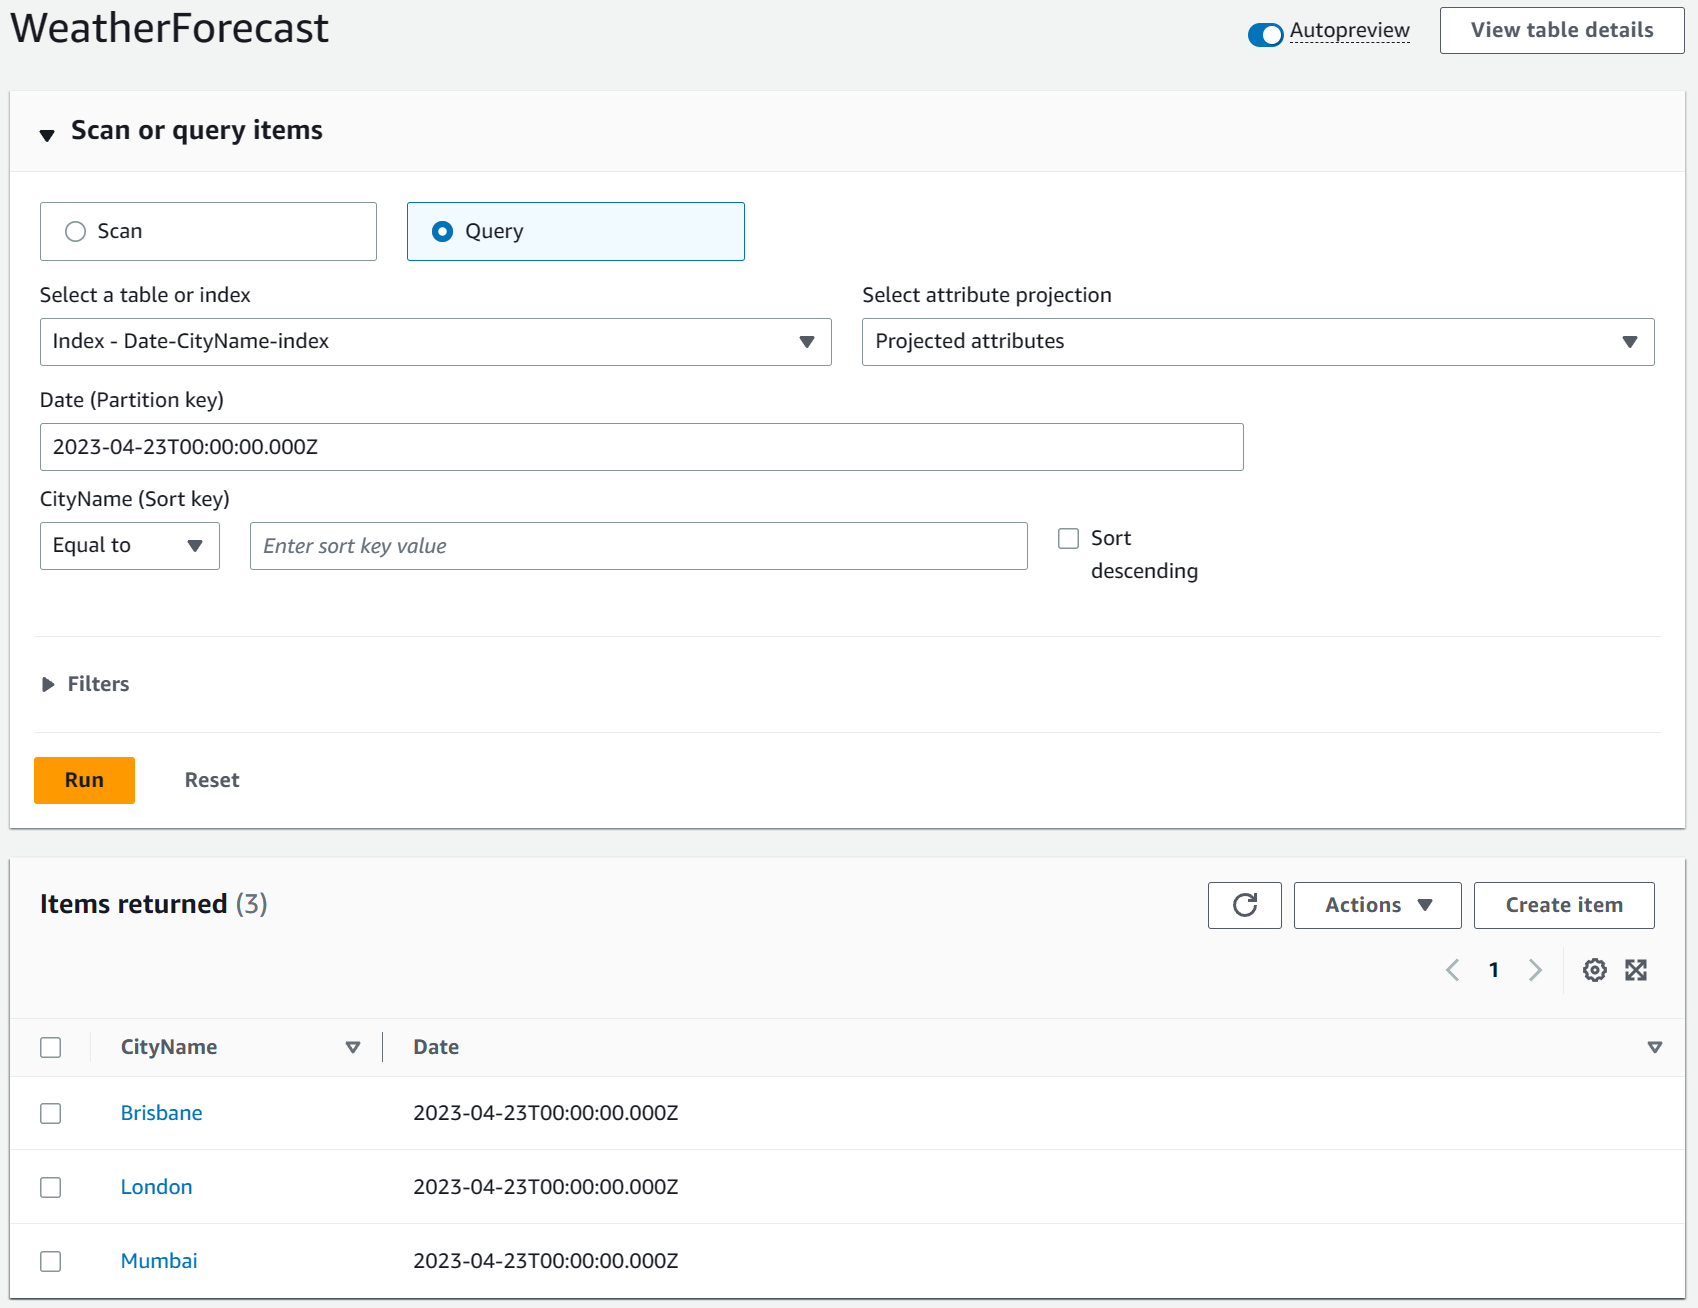 WeatherForecast
Autopreview
View table details
Scan or query items
Scan
Query
Select a table or index
Select attribute projection
Index - Date-CityName-index
Projected attributes
Date (Partition key)
2023-04-23T00:00:00.000Z
CityName (Sort key)
Equal to
Enter sort key value
Sort
descending
Filters
Run
Reset
Items returned (3)
Actions
Create item
1
CityName
Date
Brisbane
2023-04-23T00:00:00.000Z
London
2023-04-23T00:00:00.000Z
Mumbai
2023-04-23T00:00:00.000Z